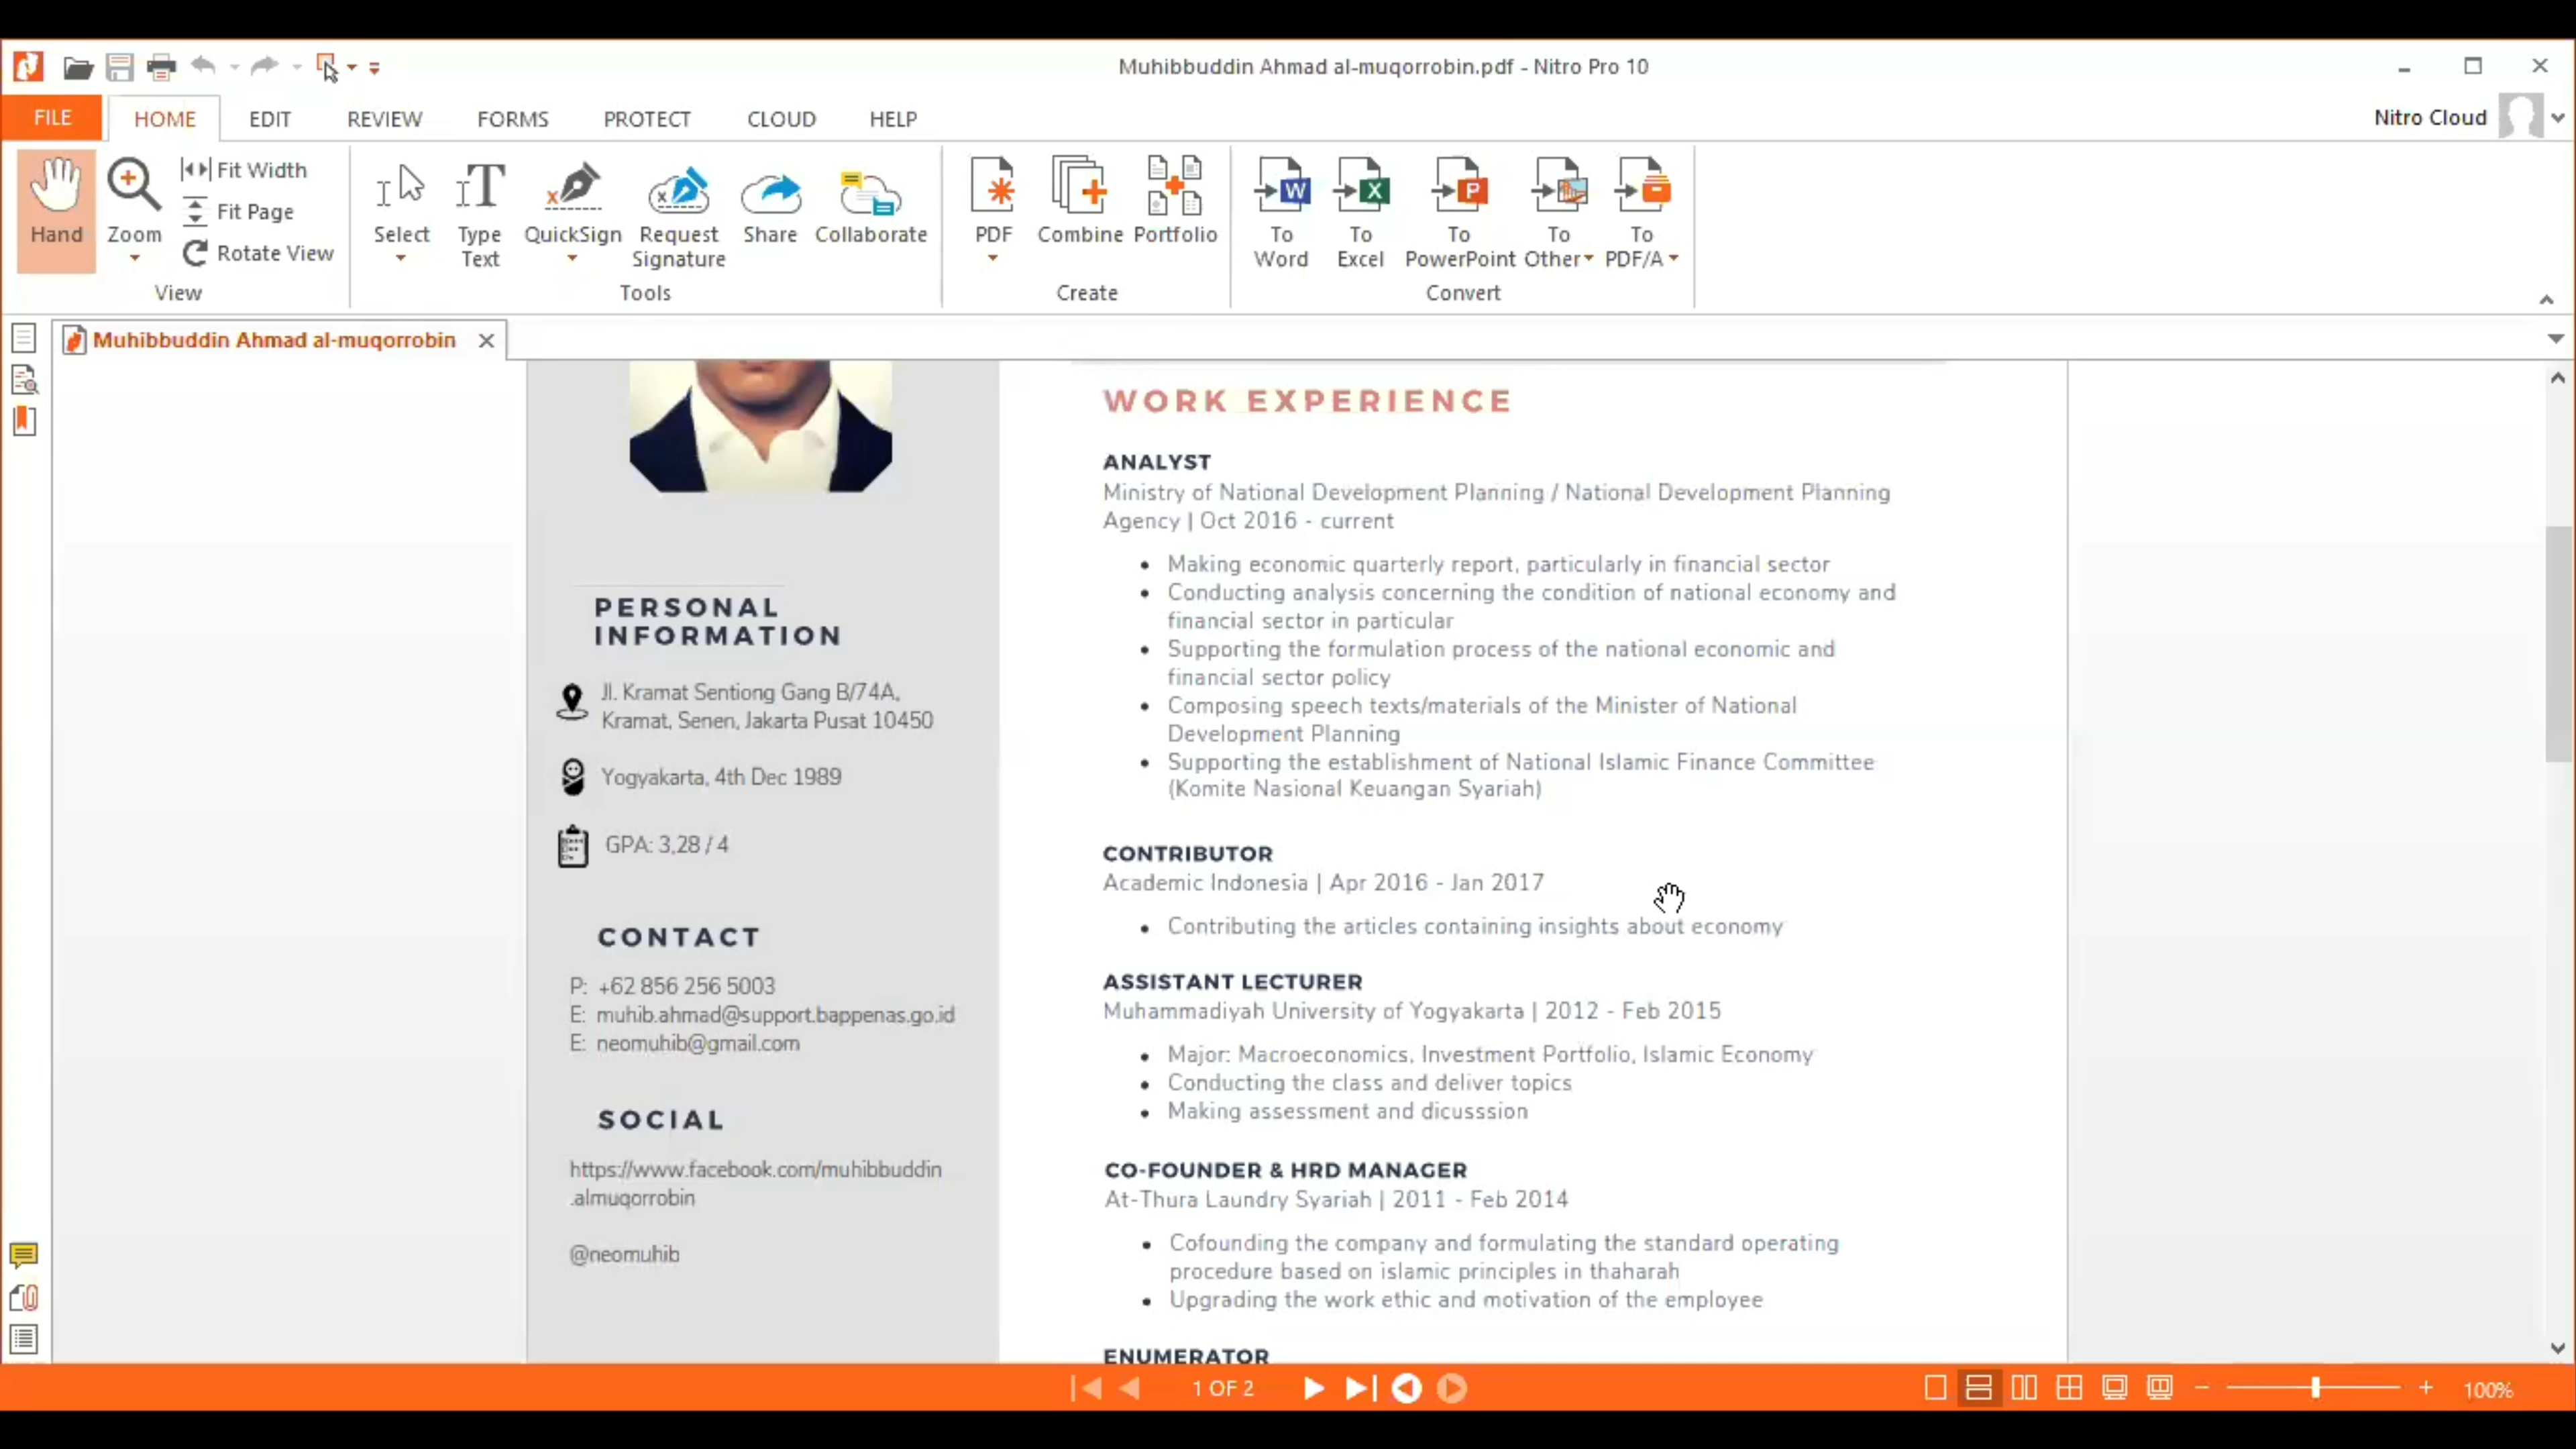 Muhibbuddin Ahmad al-muqorrobin.pdf - Nitro Pro 10
FILE
HOME
EDIT
REVIEW
FORMS
PROTECT
CLOUD
HELP
Nitro Cloud
Hand
Zoom
Fit Width
Fit Page
Rotate View
View
Select
Type
Text
QuickSign
Request
Signature
Share
Collaborate
Tools
PDF
Combine
Portfolio
Create
To
Word
To
Excel
To
PowerPoint
To
Other
To
PDF/A
Convert
Muhibbuddin Ahmad al-muqorrobin
PERSONAL
INFORMATION
Jl. Kramat Sentiong Gang B/74A,
Kramat, Senen, Jakarta Pusat 10450
Yogyakarta, 4th Dec 1989
GPA: 3,28 / 4
CONTACT
P: +62 856 256 5003
E: muhib.ahmad@support.bappenas.go.id
E: neomuhib@gmail.com
SOCIAL
https://www.facebook.com/muhibbuddin
.almuqorrobin
@neomuhib
WORK EXPERIENCE
ANALYST
Ministry of National Development Planning / National Development Planning
Agency | Oct 2016 - current
• Making economic quarterly report, particularly in financial sector
• Conducting analysis concerning the condition of national economy and
financial sector in particular
• Supporting the formulation process of the national economic and
financial sector policy
• Composing speech texts/materials of the Minister of National
Development Planning
• Supporting the establishment of National Islamic Finance Committee
(Komite Nasional Keuangan Syariah)
CONTRIBUTOR
Academic Indonesia | Apr 2016 - Jan 2017
• Contributing the articles containing insights about economy
ASSISTANT LECTURER
Muhammadiyah University of Yogyakarta | 2012 - Feb 2015
• Major: Macroeconomics, Investment Portfolio, Islamic Economy
• Conducting the class and deliver topics
• Making assessment and dicusssion
CO-FOUNDER & HRD MANAGER
At-Thura Laundry Syariah | 2011 - Feb 2014
• Cofounding the company and formulating the standard operating
procedure based on islamic principles in thaharah
• Upgrading the work ethic and motivation of the employee
ENUMERATOR
1 OF 2
100%